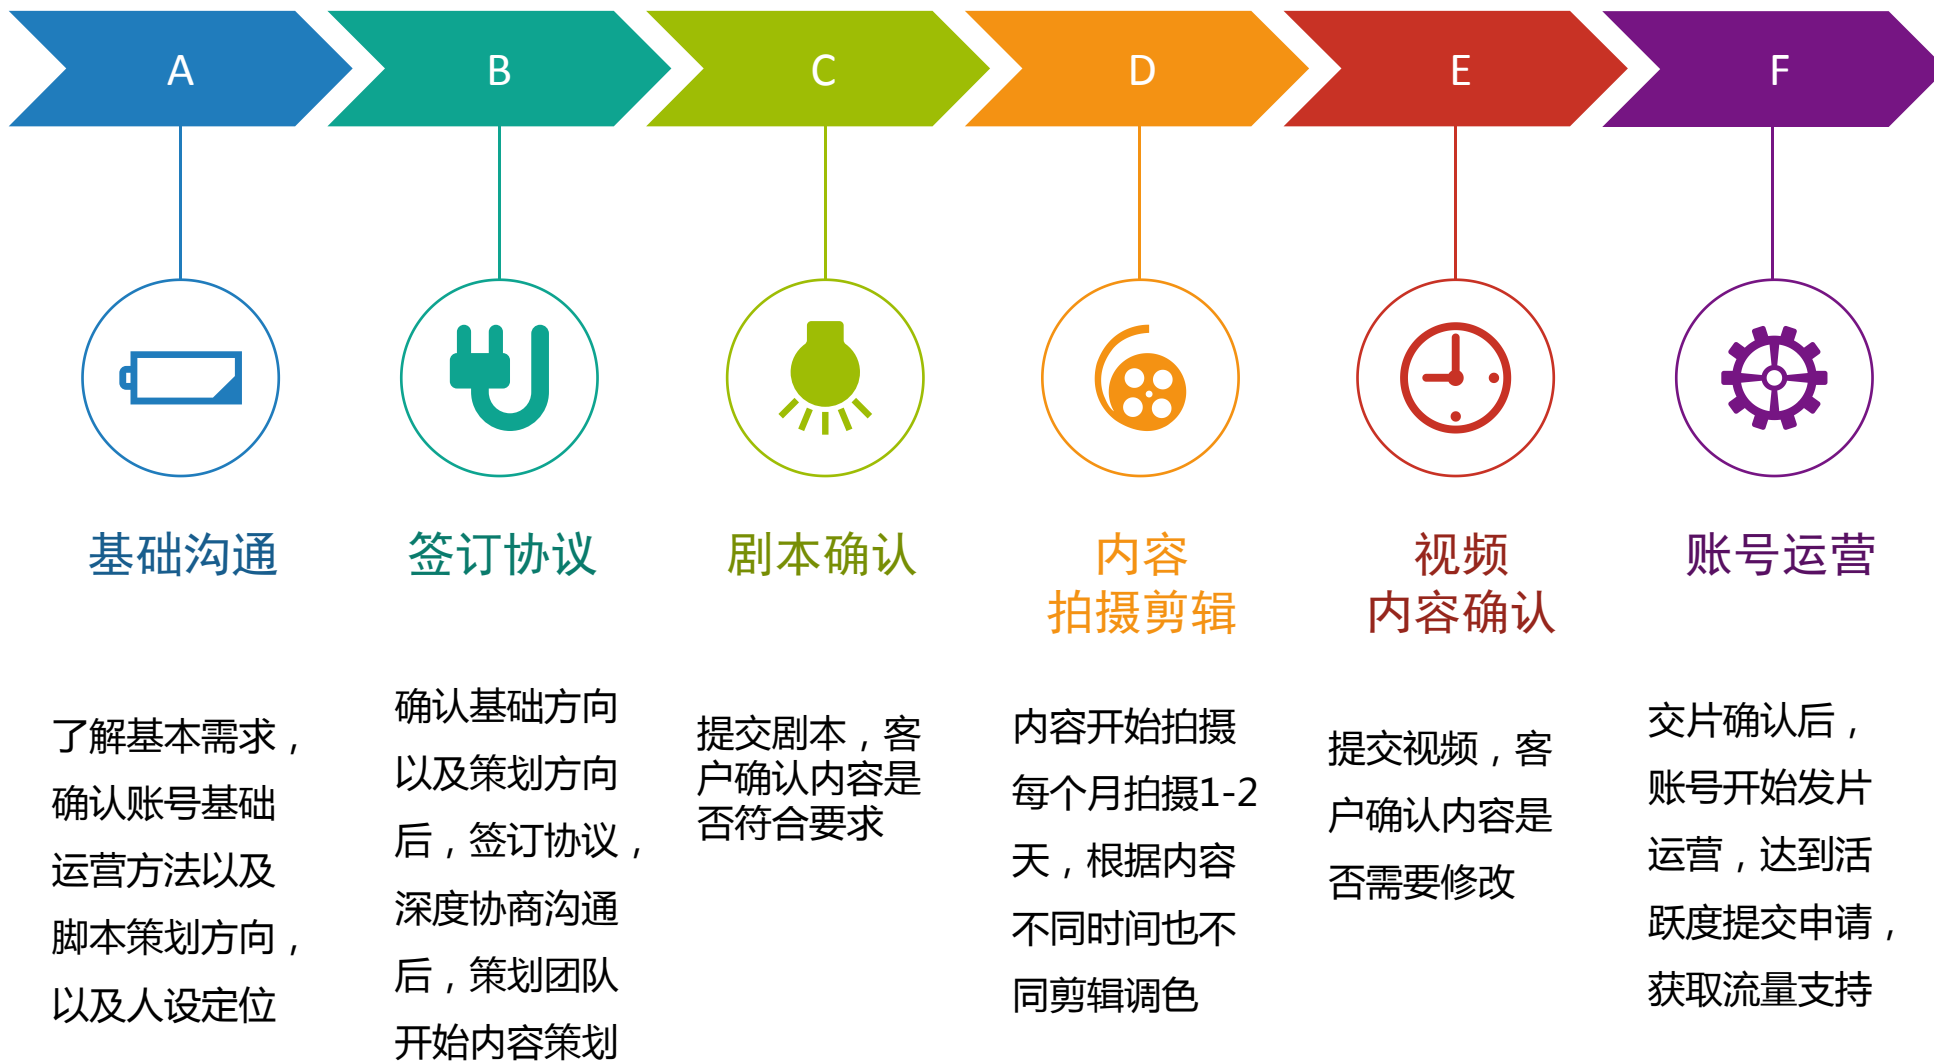 A
B
C
D
E
F
基础沟通
签订协议
剧本确认
内容
拍摄剪辑
视频
内容确认
账号运营
了解基本需求，
确认账号基础
运营方法以及
脚本策划方向，
以及人设定位
确认基础方向
以及策划方向
后，签订协议，
深度协商沟通
后，策划团队
开始内容策划
提交剧本，客
户确认内容是
否符合要求
内容开始拍摄
每个月拍摄1-2
天，根据内容
不同时间也不
同剪辑调色
提交视频，客
户确认内容是
否需要修改
交片确认后，
账号开始发片
运营，达到活
跃度提交申请，
获取流量支持